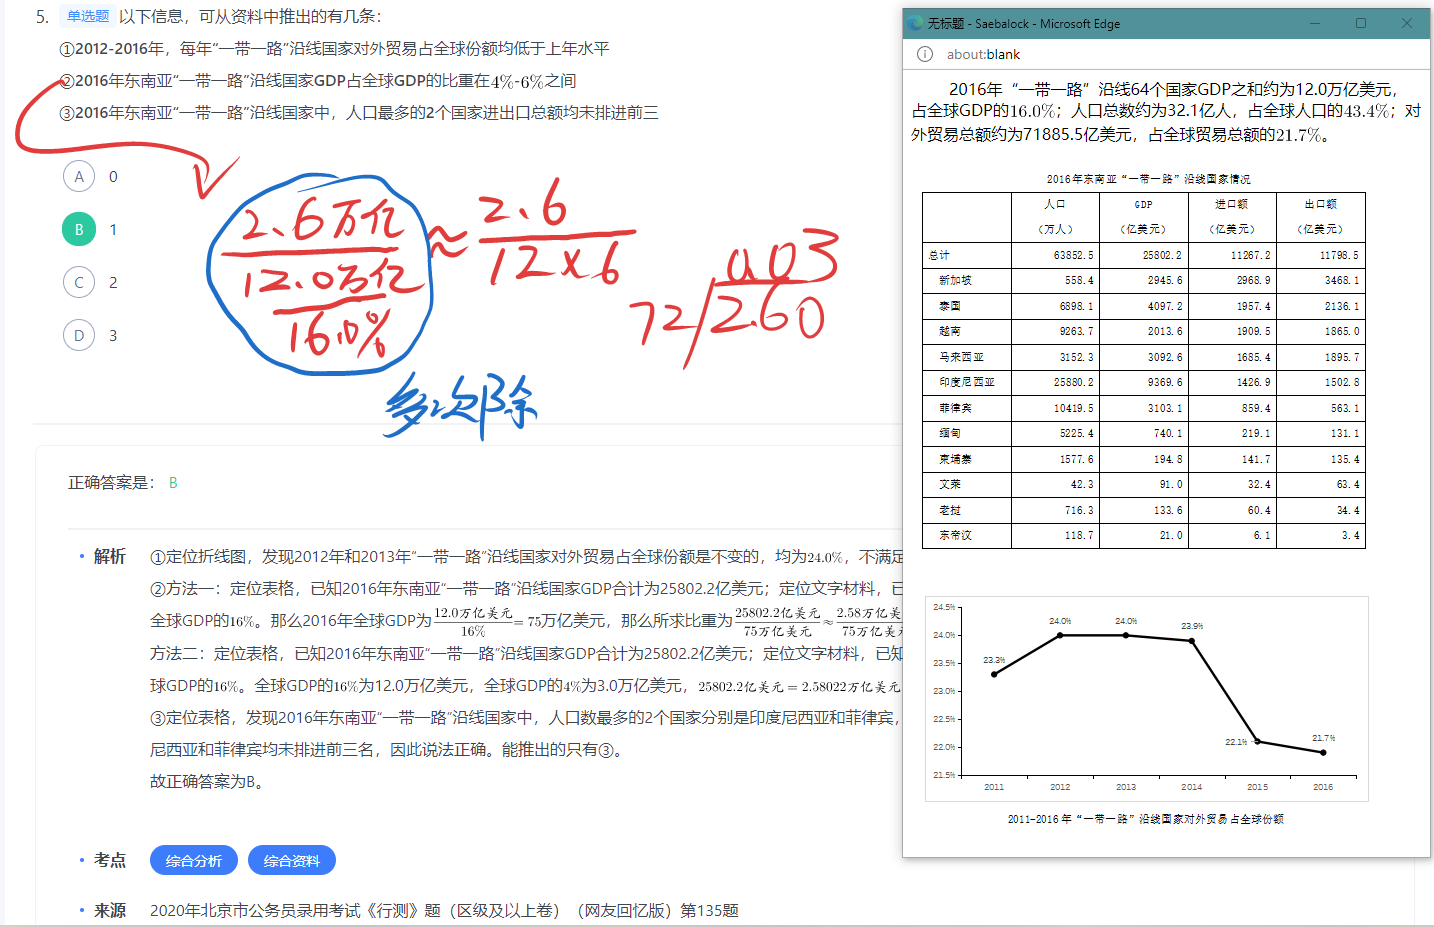 5. 单选题 以下信息，可从资料中推出的有几条：
①2012-2016年，每年“一带一路”沿线国家对外贸易占全球份额均低于上年水平
②2016年东南亚“一带一路”沿线国家GDP占全球GDP的比重在4%-6%之间
③2016年东南亚“一带一路”沿线国家中，人口最多的2个国家进出口总额均未排进前三
A 0
B 1
C 2
D 3
2.6万亿
12.0万亿
16.0%
≈
2.6
12×6
0.03
72/2.60
多次除
正确答案是： B
• 解析 ①定位折线图，发现2012年和2013年“一带一路”沿线国家对外贸易占全球份额是不变的，均为24.0%，不满足
②方法一：定位表格，已知2016年东南亚“一带一路”沿线国家GDP合计为25802.2亿美元；定位文字材料，已
全球GDP的16%。那么2016年全球GDP为12.0万亿美元/16%=75万亿美元，那么所求比重为25802.2亿美元/75万亿美元≈2.58万亿美/75万亿美
方法二：定位表格，已知2016年东南亚“一带一路”沿线国家GDP合计为25802.2亿美元；定位文字材料，已知
球GDP的16%。全球GDP的16%为12.0万亿美元，全球GDP的4%为3.0万亿美元，25802.2亿美元=2.58022万亿美元
③定位表格，发现2016年东南亚“一带一路”沿线国家中，人口数最多的2个国家分别是印度尼西亚和菲律宾，
尼西亚和菲律宾均未排进前三名，因此说法正确。能推出的只有③。
故正确答案为B。
• 考点 综合分析 综合资料
• 来源 2020年北京市公务员录用考试《行测》题（区级及以上卷）（网友回忆版）第135题
无标题 - Saebalock - Microsoft Edge
about:blank
2016年“一带一路”沿线64个国家GDP之和约为12.0万亿美元，
占全球GDP的16.0%；人口总数约为32.1亿人，占全球人口的43.4%；对
外贸易总额约为71885.5亿美元，占全球贸易总额的21.7%。
2016年东南亚“一带一路”沿线国家情况
人口 GDP 进口额 出口额
（万人） （亿美元） （亿美元） （亿美元）
总计 63852.5 25802.2 11267.2 11798.5
新加坡 558.4 2945.6 2968.9 3468.1
泰国 6898.1 4097.2 1957.4 2136.1
越南 9263.7 2013.6 1909.5 1865.0
马来西亚 3152.3 3092.6 1685.4 1895.7
印度尼西亚 25880.2 9369.6 1426.9 1502.8
菲律宾 10419.5 3103.1 859.4 563.1
缅甸 5225.4 740.1 219.1 131.1
柬埔寨 1577.6 194.8 141.7 135.4
文莱 42.3 91.0 32.4 63.4
老挝 716.3 133.6 60.4 34.4
东帝汶 118.7 21.0 6.1 3.4
24.5%
24.0%
23.5%
23.0%
22.5%
22.0%
21.5%
23.3% 24.0% 24.0% 23.9% 22.1% 21.7%
2011 2012 2013 2014 2015 2016
2011-2016年“一带一路”沿线国家对外贸易占全球份额